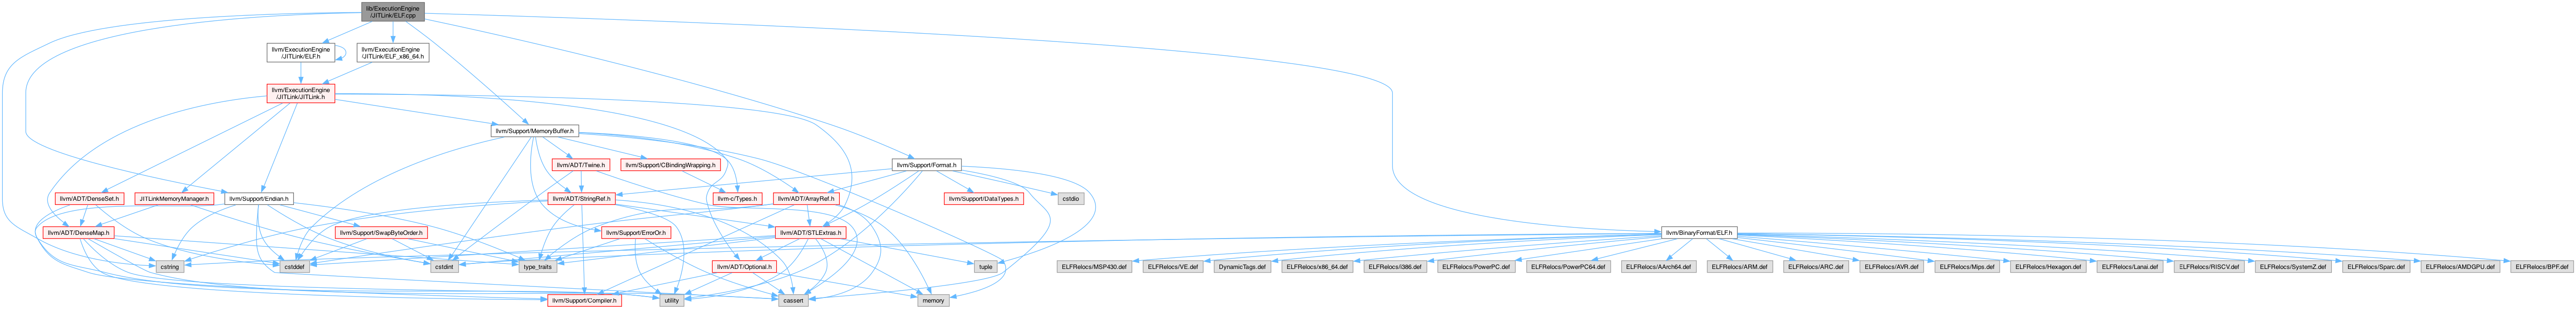 lib/ExecutionEngine
/JITLink/ELF.cpp
llvm/ExecutionEngine
/JITLink/ELF.h
llvm/ExecutionEngine
/JITLink/ELF_x86_64.h
llvm/ExecutionEngine
/JITLink/JITLink.h
llvm/Support/MemoryBuffer.h
llvm/ADT/Twine.h
llvm/Support/CBindingWrapping.h
llvm/Support/Format.h
llvm/ADT/DenseSet.h
JITLinkMemoryManager.h
llvm/Support/Endian.h
llvm/ADT/StringRef.h
llvm-c/Types.h
llvm/ADT/ArrayRef.h
llvm/Support/DataTypes.h
cstdio
llvm/ADT/DenseMap.h
llvm/Support/SwapByteOrder.h
llvm/Support/ErrorOr.h
llvm/ADT/STLExtras.h
llvm/BinaryFormat/ELF.h
cstring
cstddef
cstdint
type_traits
llvm/ADT/Optional.h
tuple
ELFRelocs/MSP430.def
ELFRelocs/VE.def
DynamicTags.def
ELFRelocs/x86_64.def
ELFRelocs/i386.def
ELFRelocs/PowerPC.def
ELFRelocs/PowerPC64.def
ELFRelocs/AArch64.def
ELFRelocs/ARM.def
ELFRelocs/ARC.def
ELFRelocs/AVR.def
ELFRelocs/Mips.def
ELFRelocs/Hexagon.def
ELFRelocs/Lanai.def
ELFRelocs/RISCV.def
ELFRelocs/SystemZ.def
ELFRelocs/Sparc.def
ELFRelocs/AMDGPU.def
ELFRelocs/BPF.def
llvm/Support/Compiler.h
utility
cassert
memory